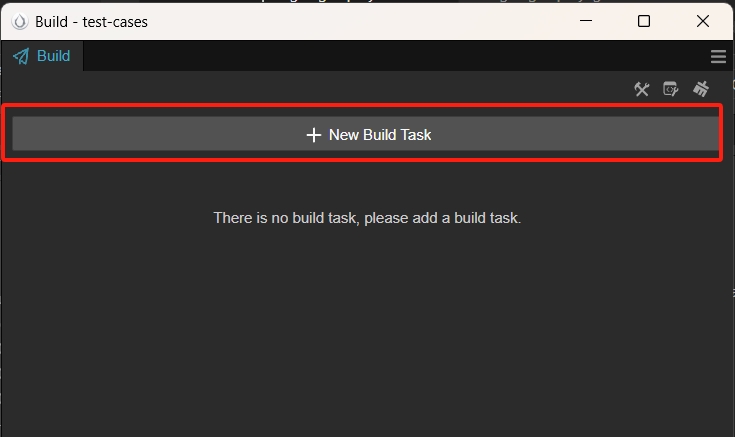 Build - test-cases
Build
New Build Task
There is no build task, please add a build task.